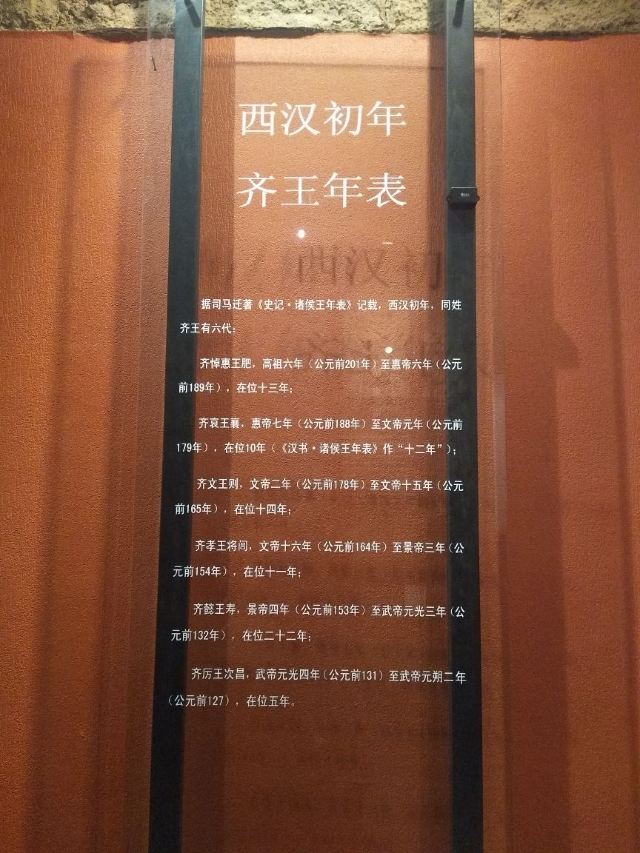 西汉初年
齐王年表
据司马迁著《史记·诸侯王年表》记载，西汉初年，同姓
齐王有六代：
齐悼惠王肥，高祖六年（公元前201年）至惠帝六年（公元
前189年），在位十三年；
齐哀王襄，惠帝七年（公元前188年）至文帝元年（公元前
179年），在位10年（《汉书·诸侯王年表》作“十二年”）；
齐文王则，文帝二年（公元前178年）至文帝十五年（公元
前165年），在位十四年；
齐孝王将闾，文帝十六年（公元前164年）至景帝三年（公
元前154年），在位十一年；
齐懿王寿，景帝四年（公元前153年）至武帝元光三年（公
元前132年），在位二十二年；
齐厉王次昌，武帝元光四年（公元前131）至武帝元朔二年
（公元前127），在位五年。